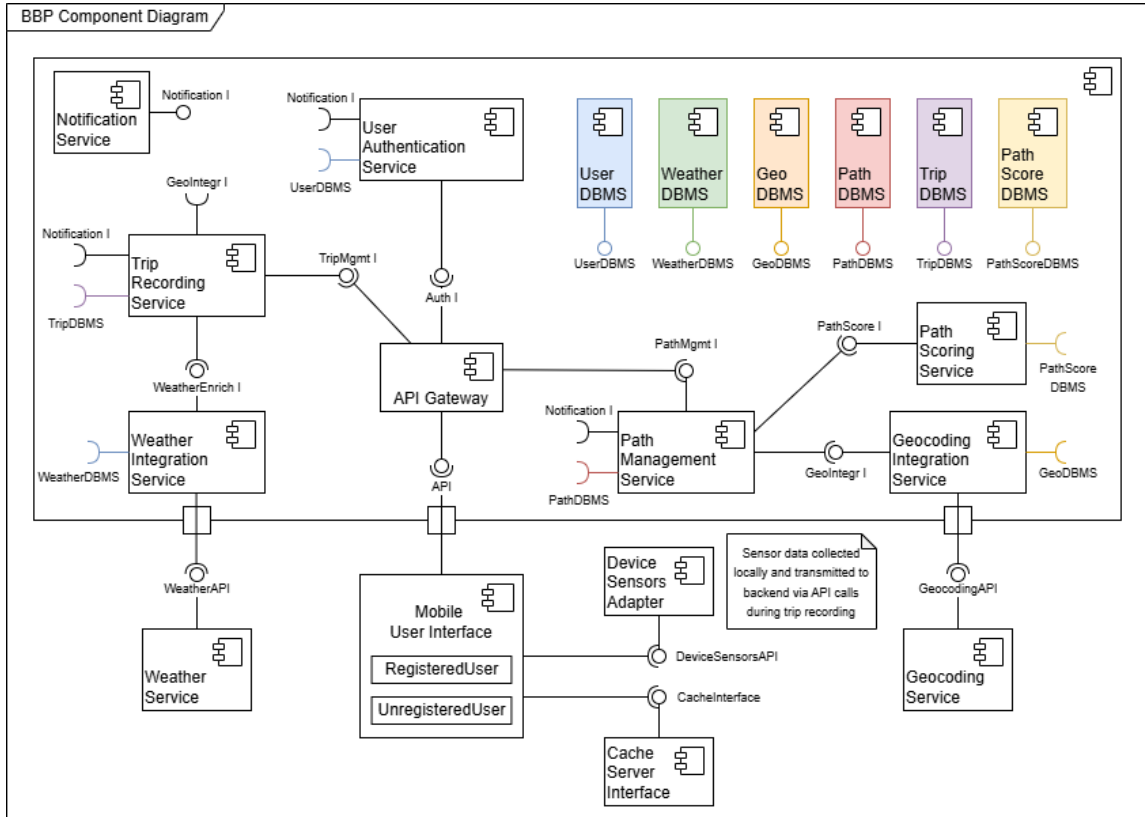 BBP Component Diagram
Notification
Service
Notification I
Notification I
User
Authentication
Service
UserDBMS
User
DBMS
Weather
DBMS
Geo
DBMS
Path
DBMS
Trip
DBMS
Path
Score
DBMS
UserDBMS
WeatherDBMS
GeoDBMS
PathDBMS
TripDBMS
PathScoreDBMS
GeoIntegr I
Notification I
Trip
Recording
Service
TripDBMS
TripMgmt I
Auth I
WeatherEnrich I
API Gateway
PathMgmt I
PathScore I
Path
Scoring
Service
PathScore
DBMS
Weather
Integration
Service
WeatherDBMS
API
Notification I
Path
Management
Service
PathDBMS
GeoIntegr I
Geocoding
Integration
Service
GeoDBMS
WeatherAPI
Weather
Service
Mobile
User Interface
RegisteredUser
UnregisteredUser
Device
Sensors
Adapter
DeviceSensorsAPI
CacheInterface
Cache
Server
Interface
Sensor data collected
locally and transmitted to
backend via API calls
during trip recording
GeocodingAPI
Geocoding
Service